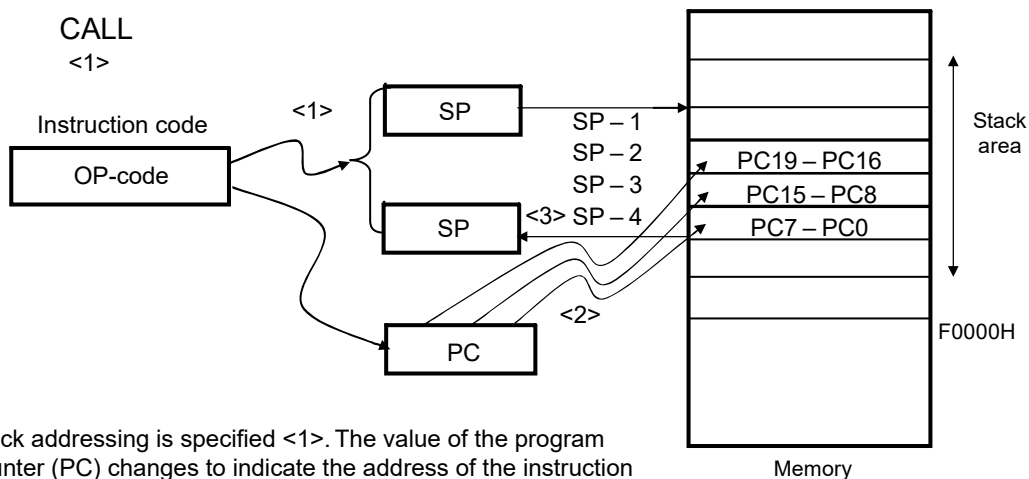 CALL
<1>
<1>
Instruction code
OP-code
SP
SP – 1
SP – 2
SP – 3
SP – 4
SP
<3>
PC19 – PC16
PC15 – PC8
PC7 – PC0
Stack
area
<2>
PC
F0000H
Memory
ck addressing is specified <1>. The value of the program
unter (PC) changes to indicate the address of the instruction